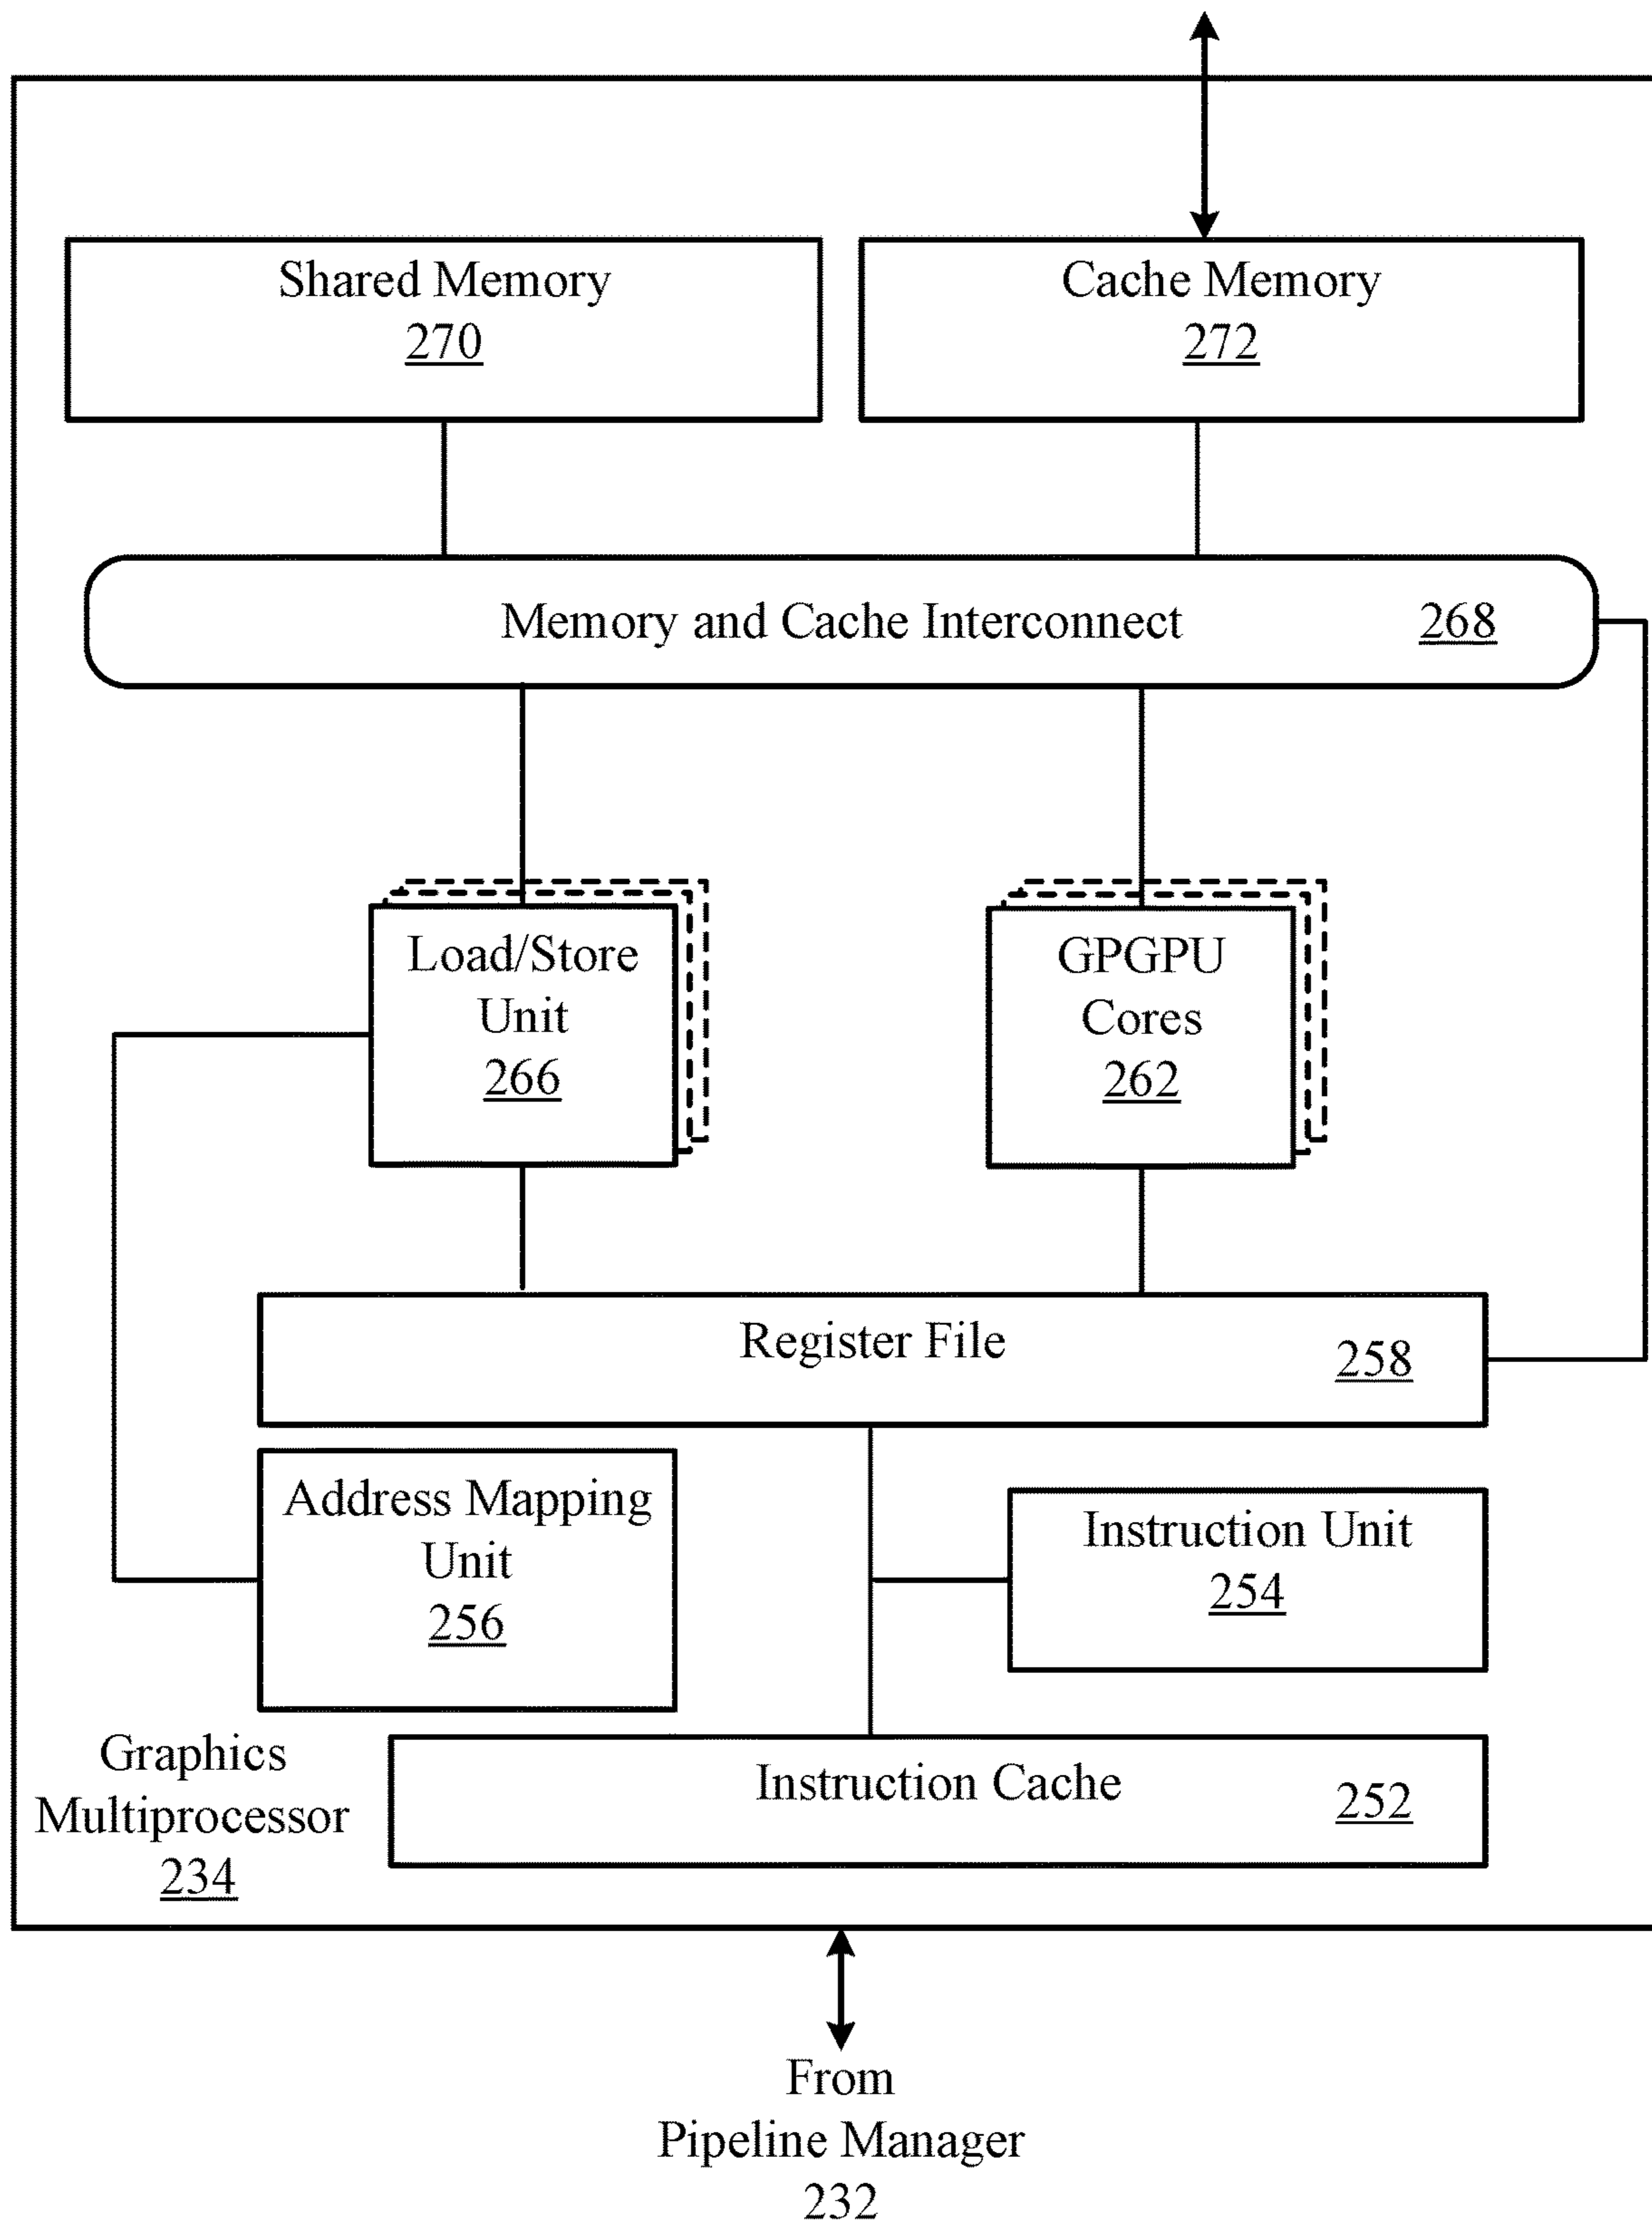 Shared Memory
270
Cache Memory
272
Memory and Cache Interconnect 268
Load/Store
Unit
266
GPGPU
Cores
262
Register File 258
Address Mapping
Unit
256
Instruction Unit
254
Graphics
Multiprocessor
234
Instruction Cache 252
From
Pipeline Manager
232